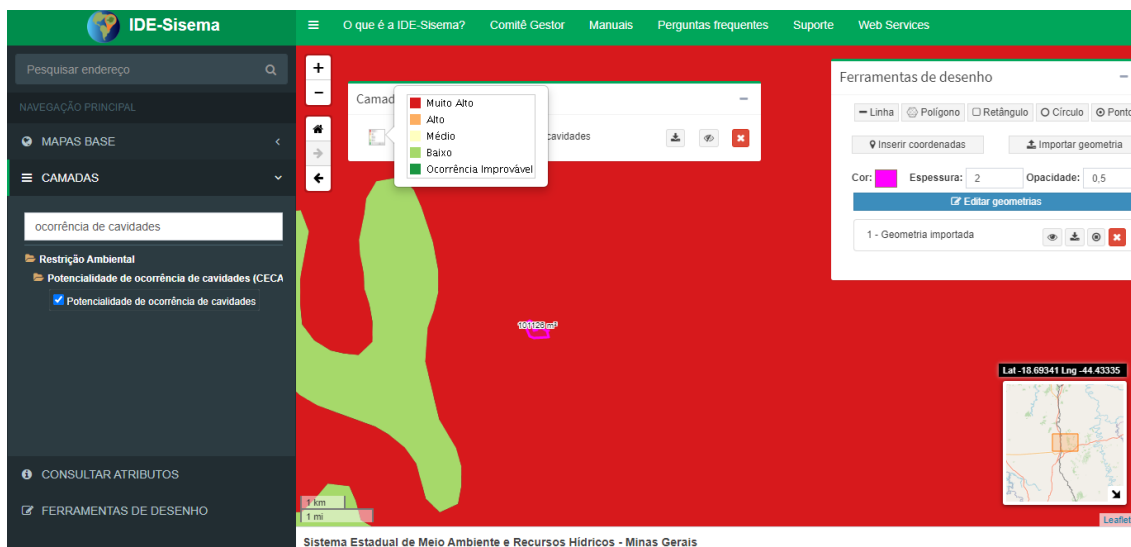 IDE-Sisema
O que é a IDE-Sisema? Comitê Gestor Manuais Perguntas frequentes Suporte Web Services
Pesquisar endereço
NAVEGAÇÃO PRINCIPAL
MAPAS BASE
CAMADAS
ocorrência de cavidades
Restrição Ambiental
Potencialidade de ocorrência de cavidades (CECA
Potencialidade de ocorrência de cavidades
CONSULTAR ATRIBUTOS
FERRAMENTAS DE DESENHO
+
−
Camad
cavidades
Muito Alto
Alto
Médio
Baixo
Ocorrência Improvável
101128 m²
Ferramentas de desenho
Linha Polígono Retângulo Círculo Ponto
Inserir coordenadas Importar geometria
Cor: Espessura: 2 Opacidade: 0,5
Editar geometrias
1 - Geometria importada
Lat -18.69341 Lng -44.43335
1 km
1 mi
Leaflet
Sistema Estadual de Meio Ambiente e Recursos Hídricos - Minas Gerais